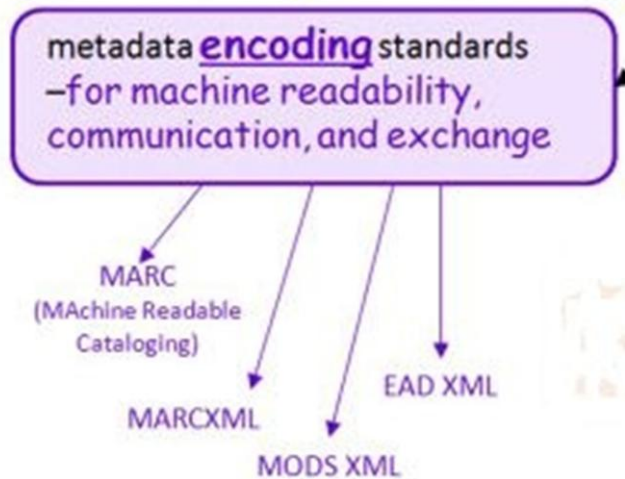 metadata encoding standards
–for machine readability,
communication, and exchange
MARC
(MAchine Readable
Cataloging)
MARCXML
MODS XML
EAD XML